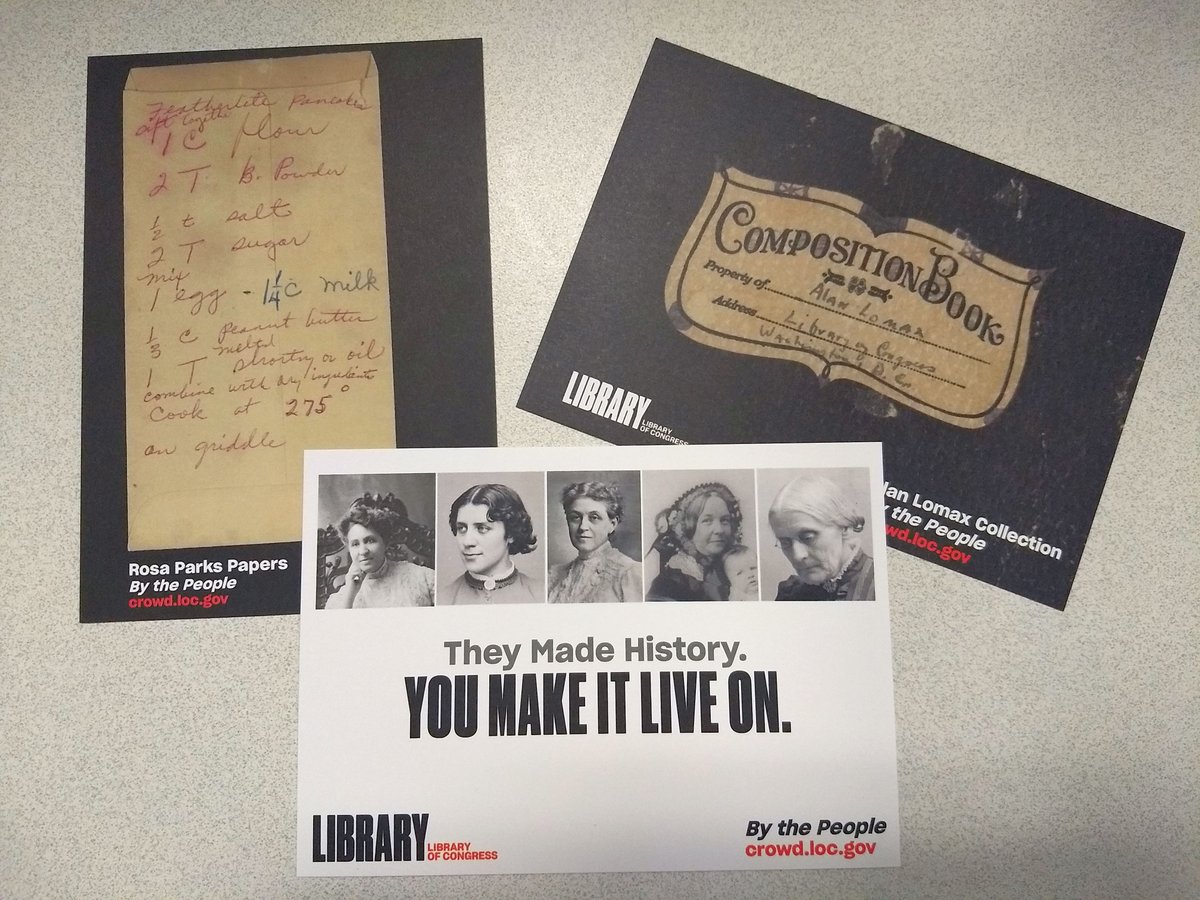 Featherlite Pancakes
sift together
1 C flour
2 T B. Powder
1/2 t salt
2 T sugar
mix
1 egg - 1 1/4 C milk
1/3 C Peanut butter
melted
1 T shortng or oil
combine with dry ingredients
Cook at 275°
on griddle
Rosa Parks Papers
By the People
crowd.loc.gov
COMPOSITION BOOK
Property of Alan Lomax
Address Library of Congress
Washington D. C.
LIBRARY
LIBRARY
OF CONGRESS
lan Lomax Collection
the People
wd.loc.gov
They Made History.
YOU MAKE IT LIVE ON.
LIBRARY
LIBRARY
OF CONGRESS
By the People
crowd.loc.gov